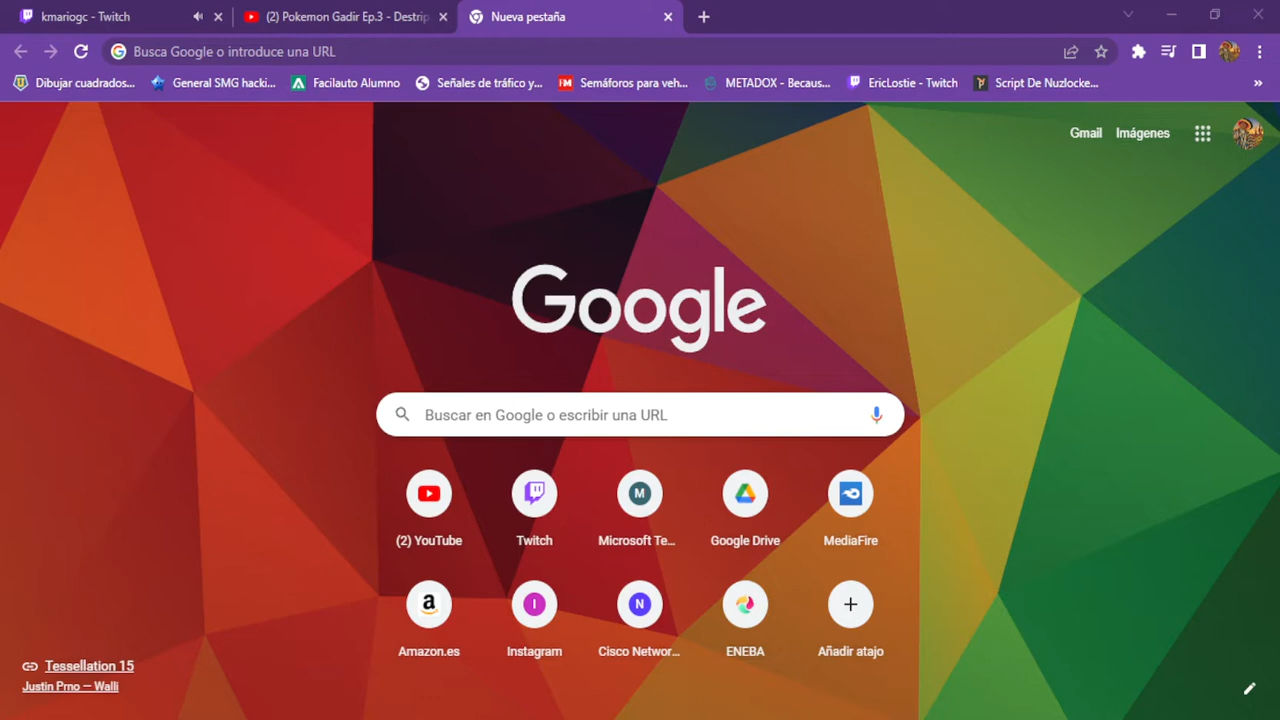 kmariogc - Twitch
(2) Pokemon Gadir Ep.3 - Destrip
Nueva pestaña
Busca Google o introduce una URL
Dibujar cuadrados...
General SMG hacki...
Facilauto Alumno
Señales de tráfico y...
Semáforos para veh...
METADOX - Becaus...
EricLostie - Twitch
Script De Nuzlocke...
»
Gmail
Imágenes
Google
Buscar en Google o escribir una URL
(2) YouTube
Twitch
M
Microsoft Te...
Google Drive
MediaFire
a
Amazon.es
I
Instagram
N
Cisco Networ...
ENEBA
Añadir atajo
Tessellation 15
Justin Prno — Walli